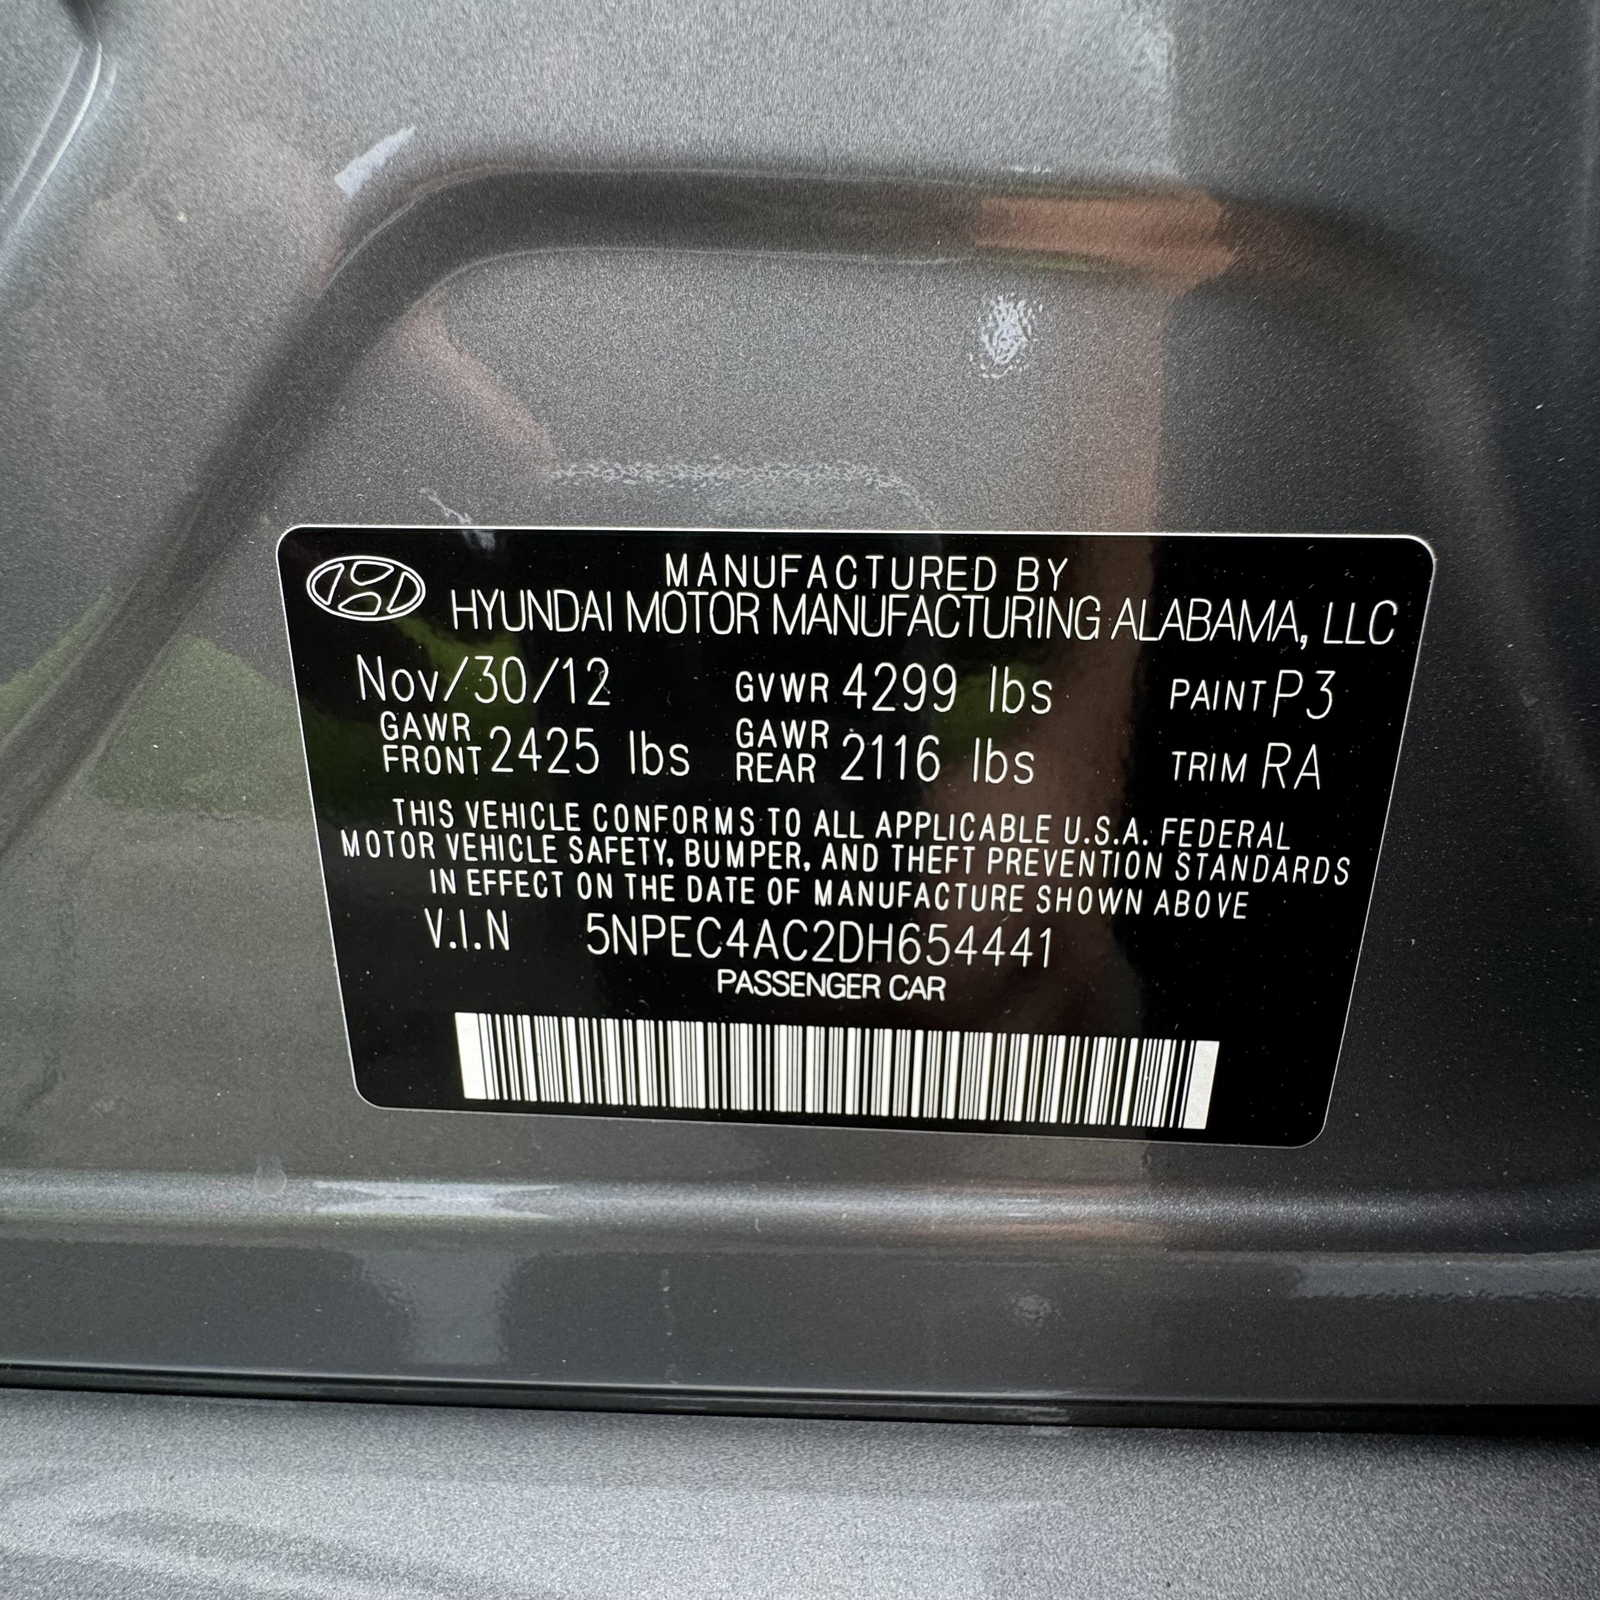 MANUFACTURED BY
HYUNDAI MOTOR MANUFACTURING ALABAMA, LLC
Nov/30/12 GVWR 4299 lbs PAINT P3
GAWR FRONT 2425 lbs GAWR REAR 2116 lbs TRIM RA
THIS VEHICLE CONFORMS TO ALL APPLICABLE U.S.A. FEDERAL
MOTOR VEHICLE SAFETY, BUMPER, AND THEFT PREVENTION STANDARDS
IN EFFECT ON THE DATE OF MANUFACTURE SHOWN ABOVE
V.I.N 5NPEC4AC2DH654441
PASSENGER CAR